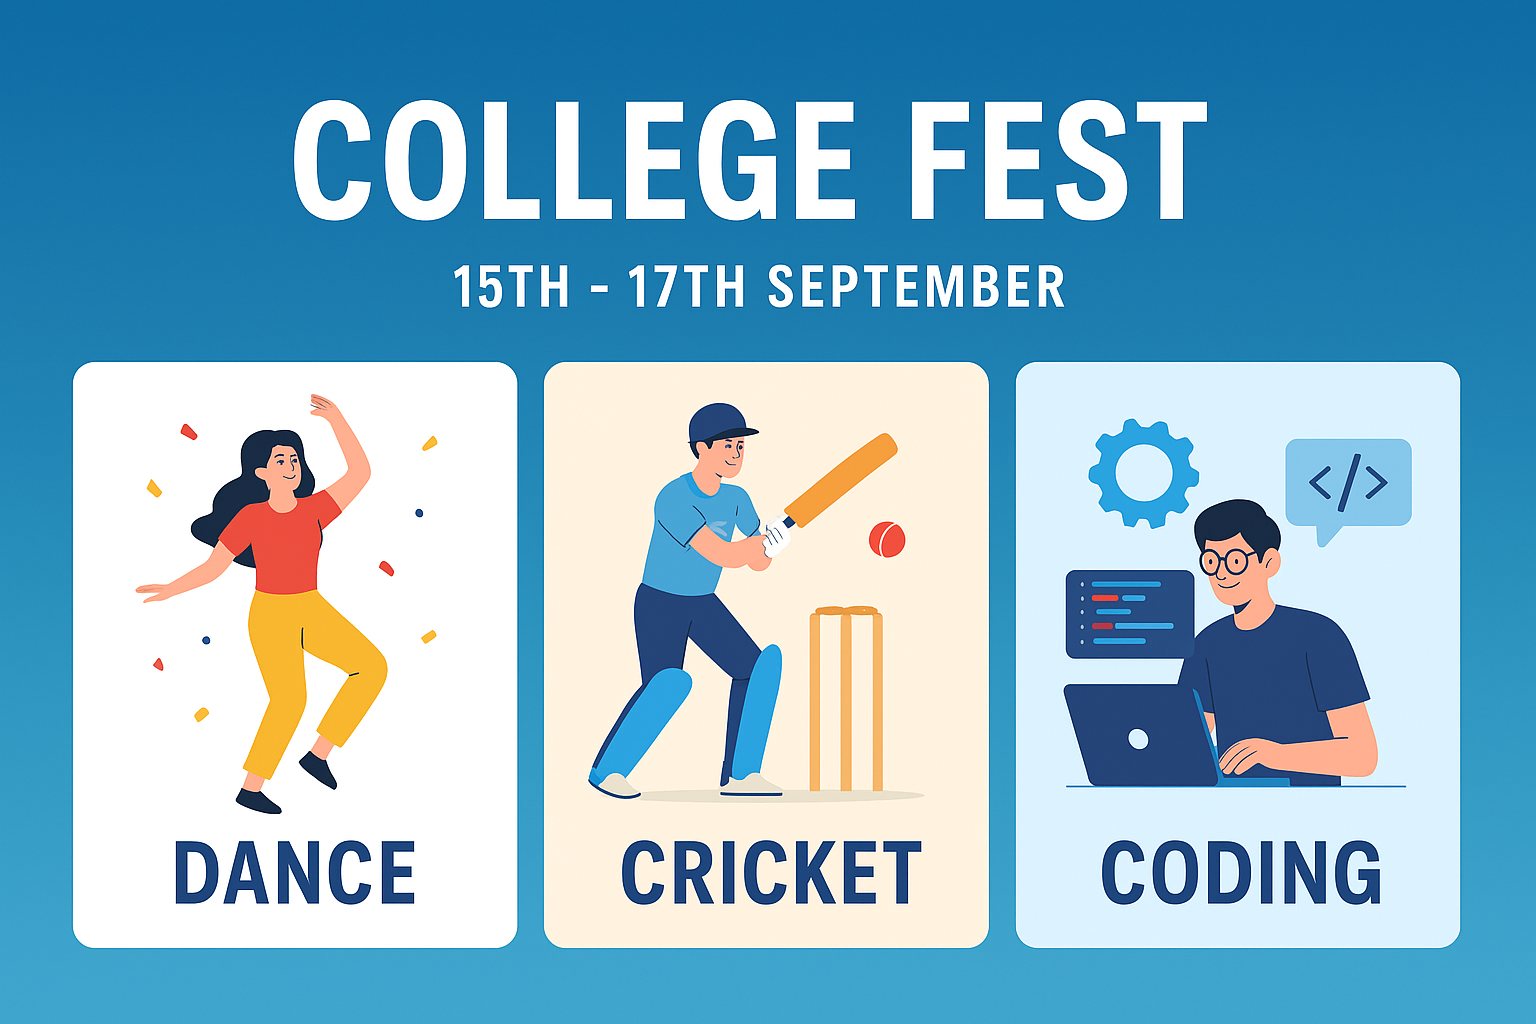 COLLEGE FEST
15TH - 17TH SEPTEMBER
</>
DANCE
CRICKET
CODING